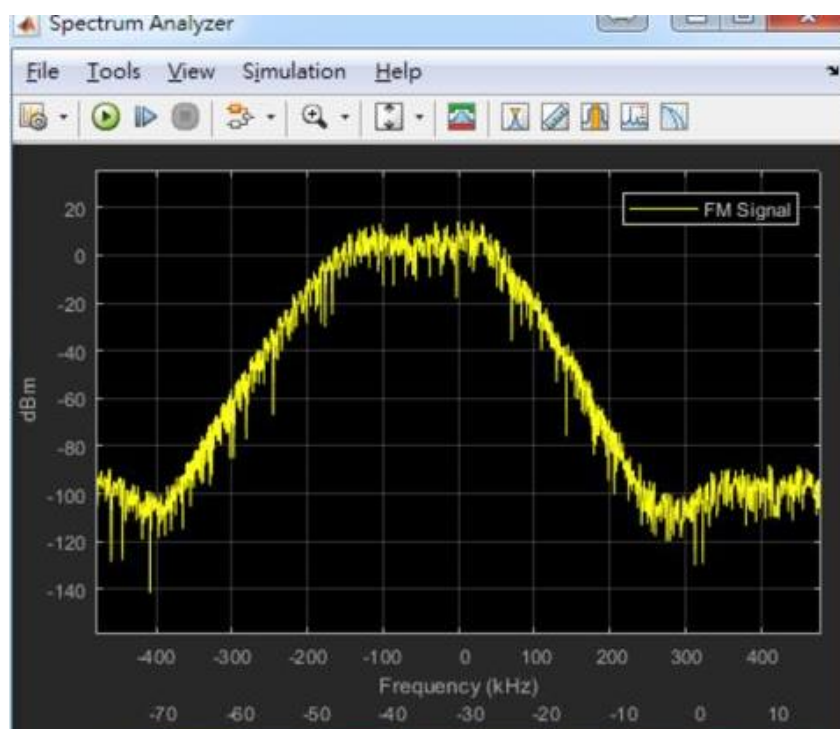 Spectrum Analyzer
File Tools View Simulation Help
FM Signal
20
0
-20
-40
-60
-80
-100
-120
-140
dBm
-400 -300 -200 -100 0 100 200 300 400
Frequency (kHz)
-70 -60 -50 -40 -30 -20 -10 0 10